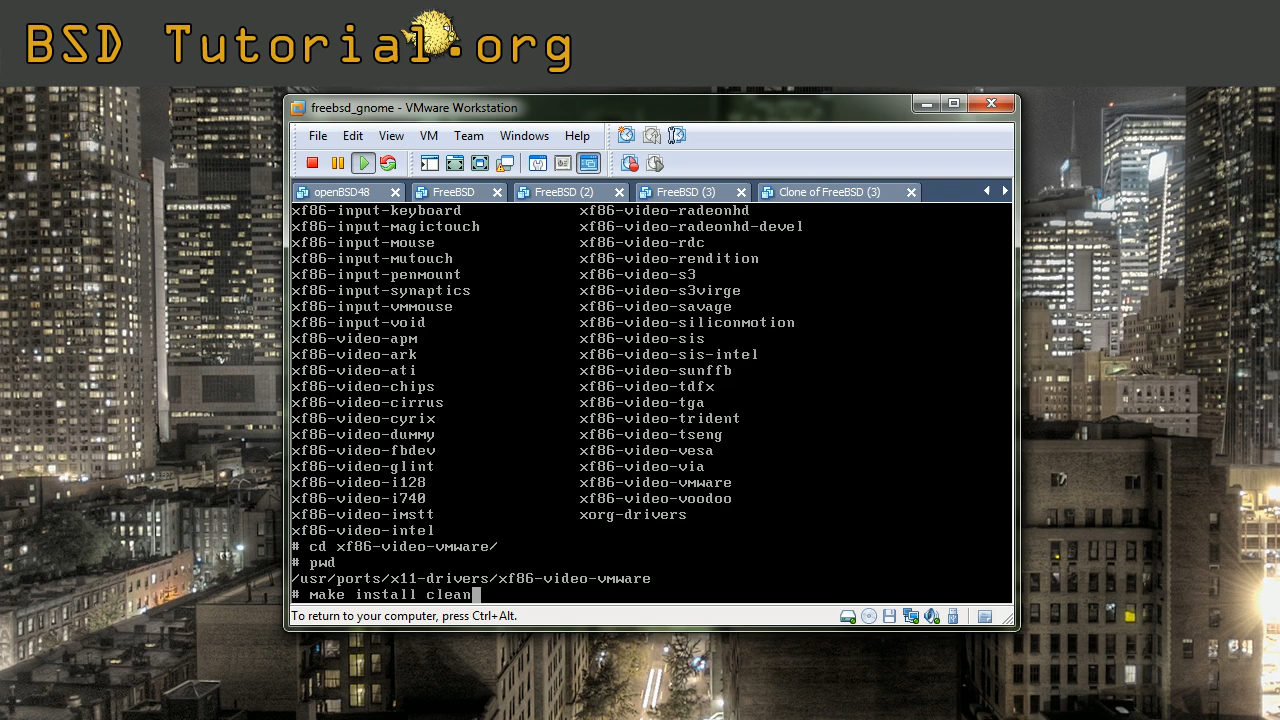 BSD Tutorial.org
freebsd_gnome - VMware Workstation
File Edit View VM Team Windows Help
openBSD48 FreeBSD FreeBSD (2) FreeBSD (3) Clone of FreeBSD (3)
xf86-input-keyboard xf86-video-radeonhd
xf86-input-magictouch xf86-video-radeonhd-devel
xf86-input-mouse xf86-video-rdc
xf86-input-mutouch xf86-video-rendition
xf86-input-penmount xf86-video-s3
xf86-input-synaptics xf86-video-s3virge
xf86-input-vmmouse xf86-video-savage
xf86-input-void xf86-video-siliconmotion
xf86-video-apm xf86-video-sis
xf86-video-ark xf86-video-sis-intel
xf86-video-ati xf86-video-sunffb
xf86-video-chips xf86-video-tdfx
xf86-video-cirrus xf86-video-tga
xf86-video-cyrix xf86-video-trident
xf86-video-dummy xf86-video-tseng
xf86-video-fbdev xf86-video-vesa
xf86-video-glint xf86-video-via
xf86-video-i128 xf86-video-vmware
xf86-video-i740 xf86-video-voodoo
xf86-video-imstt xorg-drivers
xf86-video-intel
# cd xf86-video-vmware/
# pwd
/usr/ports/x11-drivers/xf86-video-vmware
# make install clean
To return to your computer, press Ctrl+Alt.